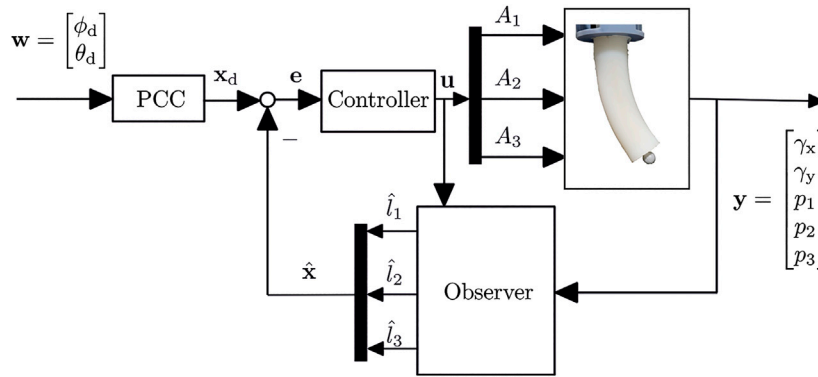 w = [ϕd θd]
PCC
xd
e
Controller
u
A1
A2
A3
−
y = [γx γy p1 p2 p3]
Observer
l̂1
l̂2
l̂3
x̂